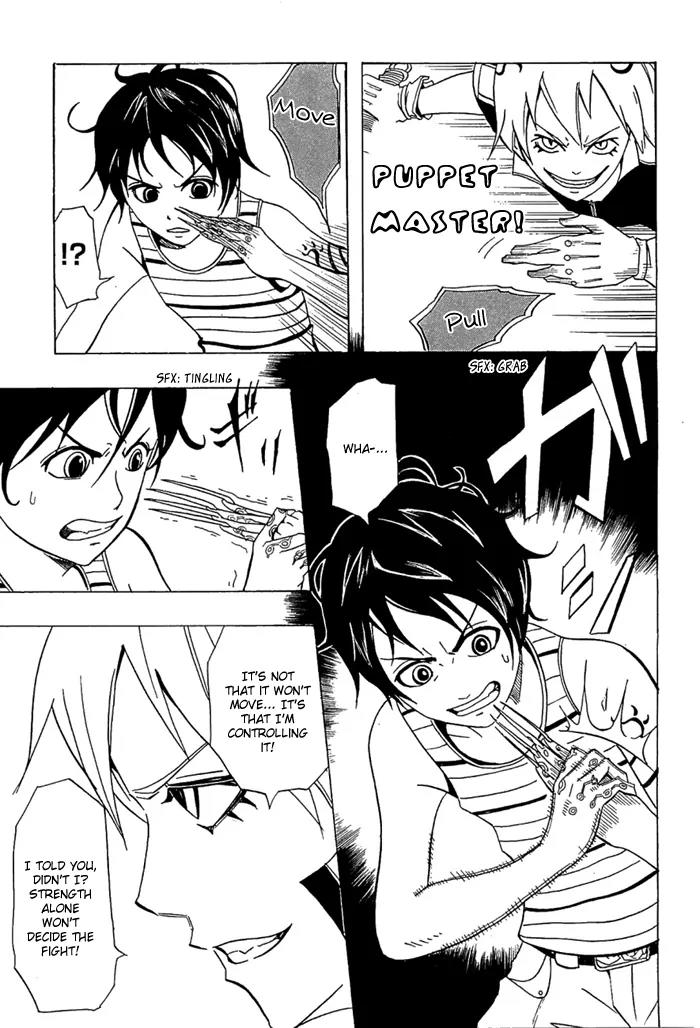 PUPPET
MASTER!
Pull
Move
!?
SFX: GRAB
ガ
WHA-...
SFX: TINGLING
IT'S NOT
THAT IT WON'T
MOVE... IT'S
THAT I'M
CONTROLLING
IT!
I TOLD YOU,
DIDN'T I?
STRENGTH
ALONE
WON'T
DECIDE THE
FIGHT!